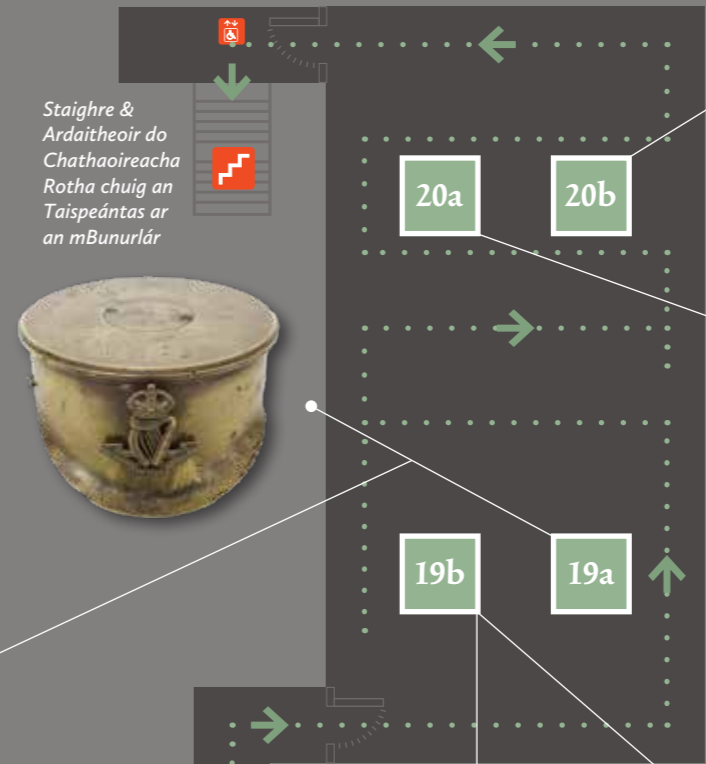 Staighre &
Ardaitheoir do
Chathaoireacha
Rotha chuig an
Taispeántas ar
an mBunurlár
20a
20b
19b
19a